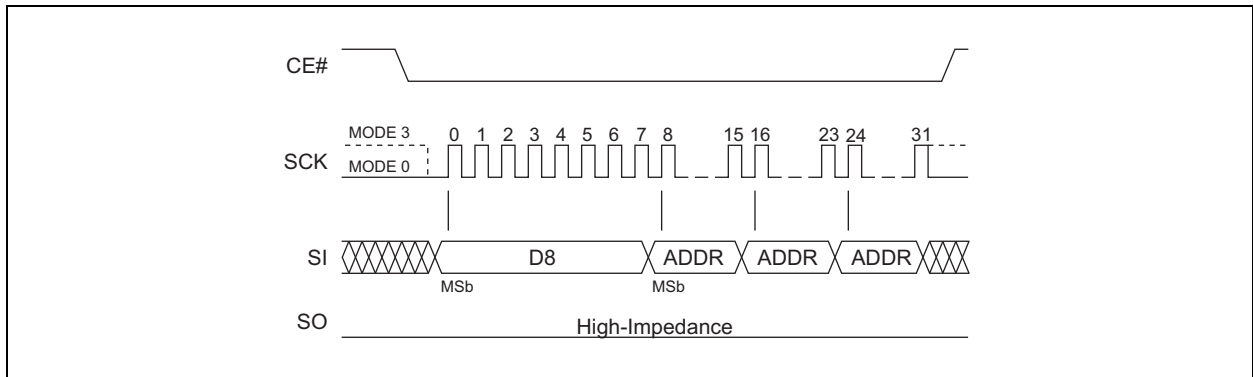 CE#
MODE 3
0 1 2 3 4 5 6 7 8 15 16 23 24 31
SCK
MODE 0
SI D8 ADDR ADDR ADDR
MSb MSb
SO High-Impedance